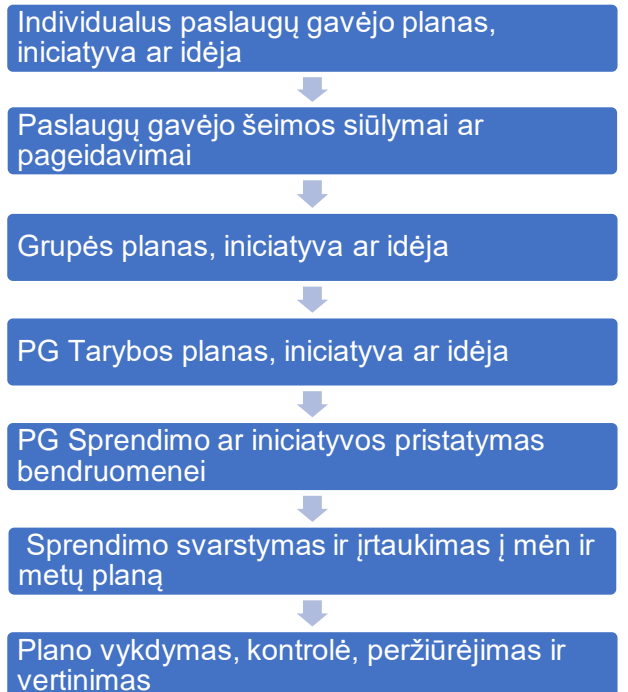 Individualus paslaugų gavėjo planas,
iniciatyva ar idėja
Paslaugų gavėjo šeimos siūlymai ar
pageidavimai
Grupės planas, iniciatyva ar idėja
PG Tarybos planas, iniciatyva ar idėja
PG Sprendimo ar iniciatyvos pristatymas
bendruomenei
Sprendimo svarstymas ir įrtaukimas į mėn ir
metų planą
Plano vykdymas, kontrolė, peržiūrėjimas ir
vertinimas